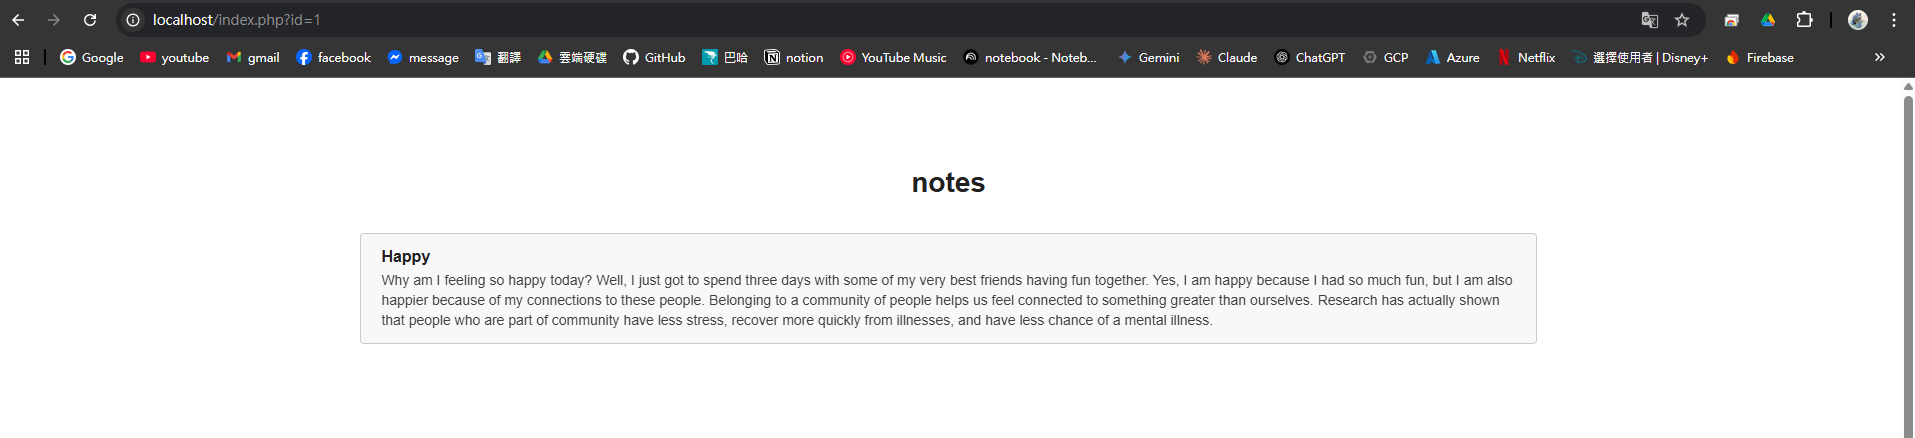 localhost/index.php?id=1
Google youtube gmail facebook message 翻譯 雲端硬碟 GitHub 巴哈 notion YouTube Music notebook - Noteb... Gemini Claude ChatGPT GCP Azure Netflix 選擇使用者 | Disney+ Firebase
notes
Happy
Why am I feeling so happy today? Well, I just got to spend three days with some of my very best friends having fun together. Yes, I am happy because I had so much fun, but I am also
happier because of my connections to these people. Belonging to a community of people helps us feel connected to something greater than ourselves. Research has actually shown
that people who are part of community have less stress, recover more quickly from illnesses, and have less chance of a mental illness.